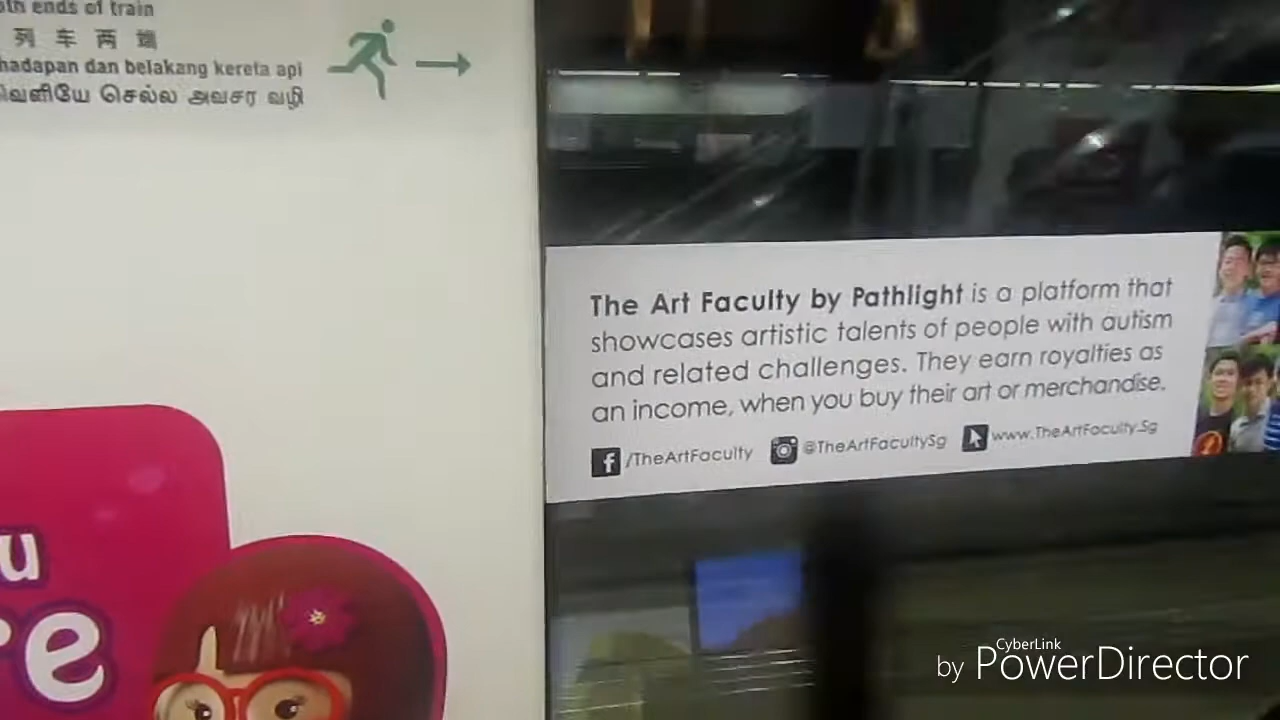 ends of train
列车两端
hadapan dan belakang kereta api
வெளியே செல்ல அவசர வழி
The Art Faculty by Pathlight is a platform that
showcases artistic talents of people with autism
and related challenges. They earn royalties as
an income, when you buy their art or merchandise.
/TheArtFaculty @TheArtFacultySg www.TheArtFaculty.Sg
u
re
CyberLink
by PowerDirector